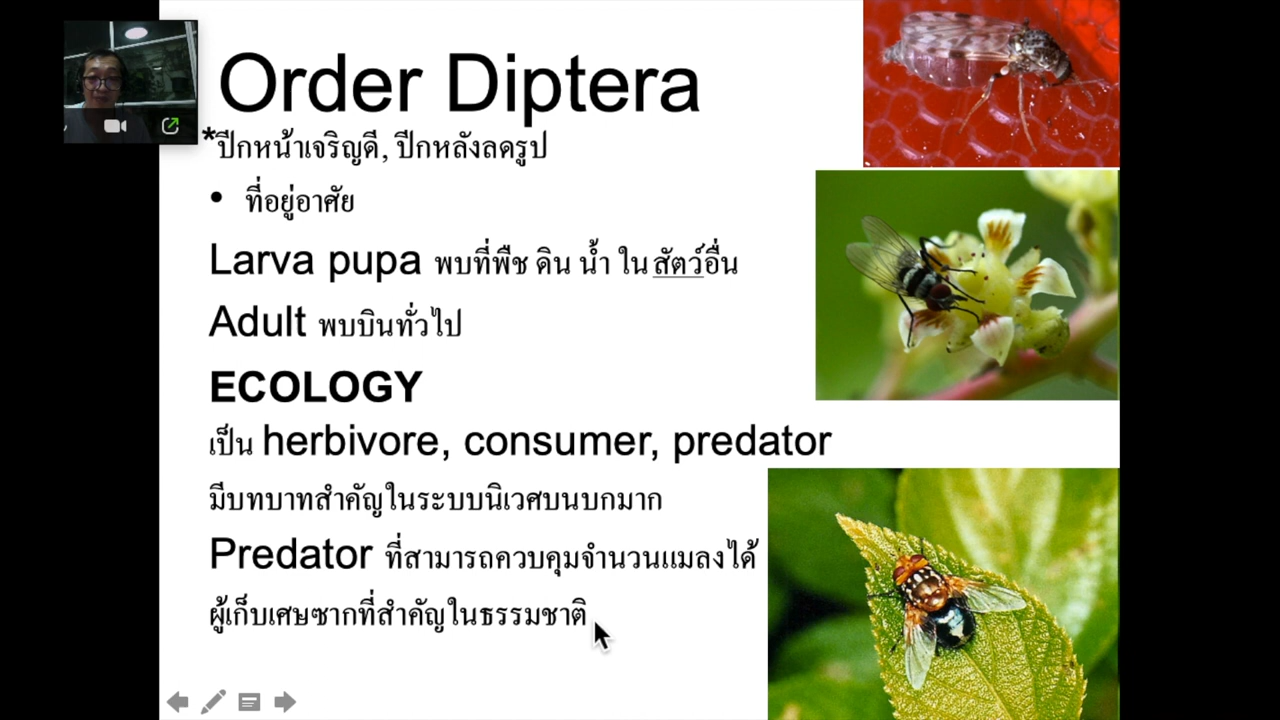 Order Diptera
*ปีกหน้าเจริญดี, ปีกหลังลดรูป
• ที่อยู่อาศัย
Larva pupa พบที่พืช ดิน น้ำ ใน สัตว์อื่น
Adult พบบินทั่วไป
ECOLOGY
เป็น herbivore, consumer, predator
มีบทบาทสำคัญในระบบนิเวศบนบกมาก
Predator ที่สามารถควบคุมจำนวนแมลงได้
ผู้เก็บเศษซากที่สำคัญในธรรมชาติ